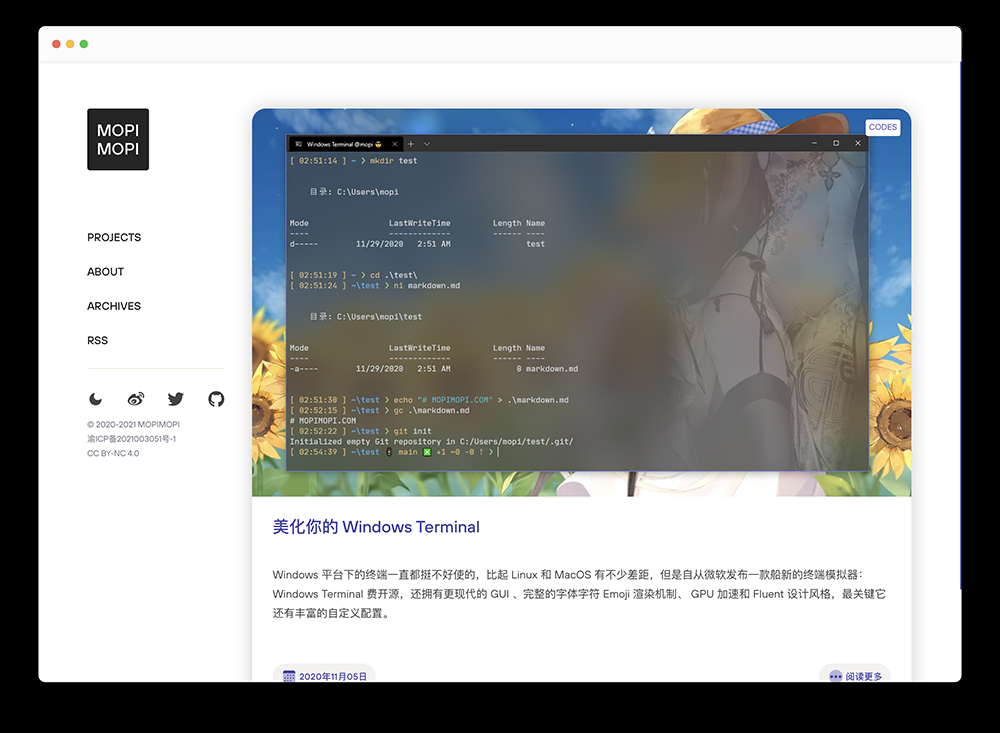 MOPI
MOPI
PROJECTS
ABOUT
ARCHIVES
RSS
© 2020-2021 MOPIMOPI
渝ICP备2021003051号-1
CC BY-NC 4.0
CODES
Windows Terminal @mopi 😎
[ 02:51:14 ] ~ ❯ mkdir test
目录: C:\Users\mopi
Mode LastWriteTime Length Name
---- ------------- ------ ----
d----- 11/29/2020 2:51 AM test
[ 02:51:19 ] ~ ❯ cd .\test\
[ 02:51:24 ] ~\test ❯ ni markdown.md
目录: C:\Users\mopi\test
Mode LastWriteTime Length Name
---- ------------- ------ ----
-a---- 11/29/2020 2:51 AM 0 markdown.md
[ 02:51:30 ] ~\test ❯ echo "# MOPIMOPI.COM" > .\markdown.md
[ 02:52:15 ] ~\test ❯ gc .\markdown.md
# MOPIMOPI.COM
[ 02:52:22 ] ~\test ❯ git init
Initialized empty Git repository in C:/Users/mopi/test/.git/
[ 02:54:39 ] ~\test main ❎ +1 ~0 -0 ! ❯
美化你的 Windows Terminal
Windows 平台下的终端一直都挺不好使的，比起 Linux 和 MacOS 有不少差距，但是自从微软发布一款船新的终端模拟器：
Windows Terminal 费开源，还拥有更现代的 GUI 、完整的字体字符 Emoji 渲染机制、 GPU 加速和 Fluent 设计风格，最关键它
还有丰富的自定义配置。
2020年11月05日
阅读更多